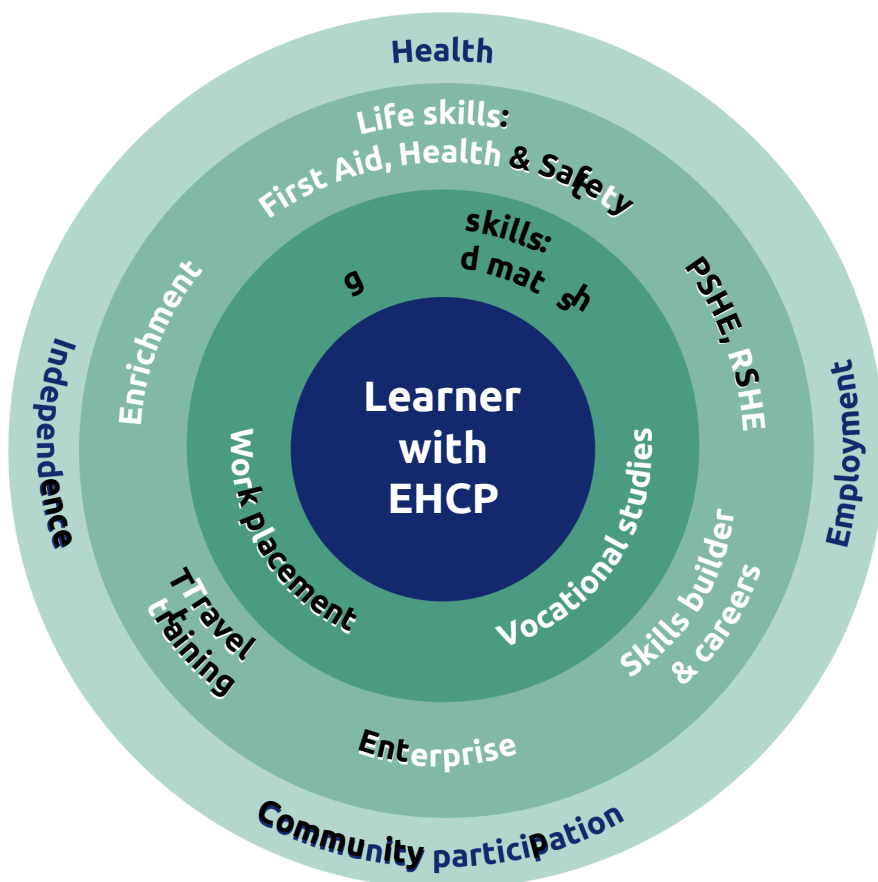 Health
Life skills:
First Aid, Health & Safety
skills:
Enrichment
PSHE, RSHE
Independence
Employment
Learner
with
EHCP
Work placement
Vocational studies
Travel
training
Skills builder
& careers
Enterprise
Community participation